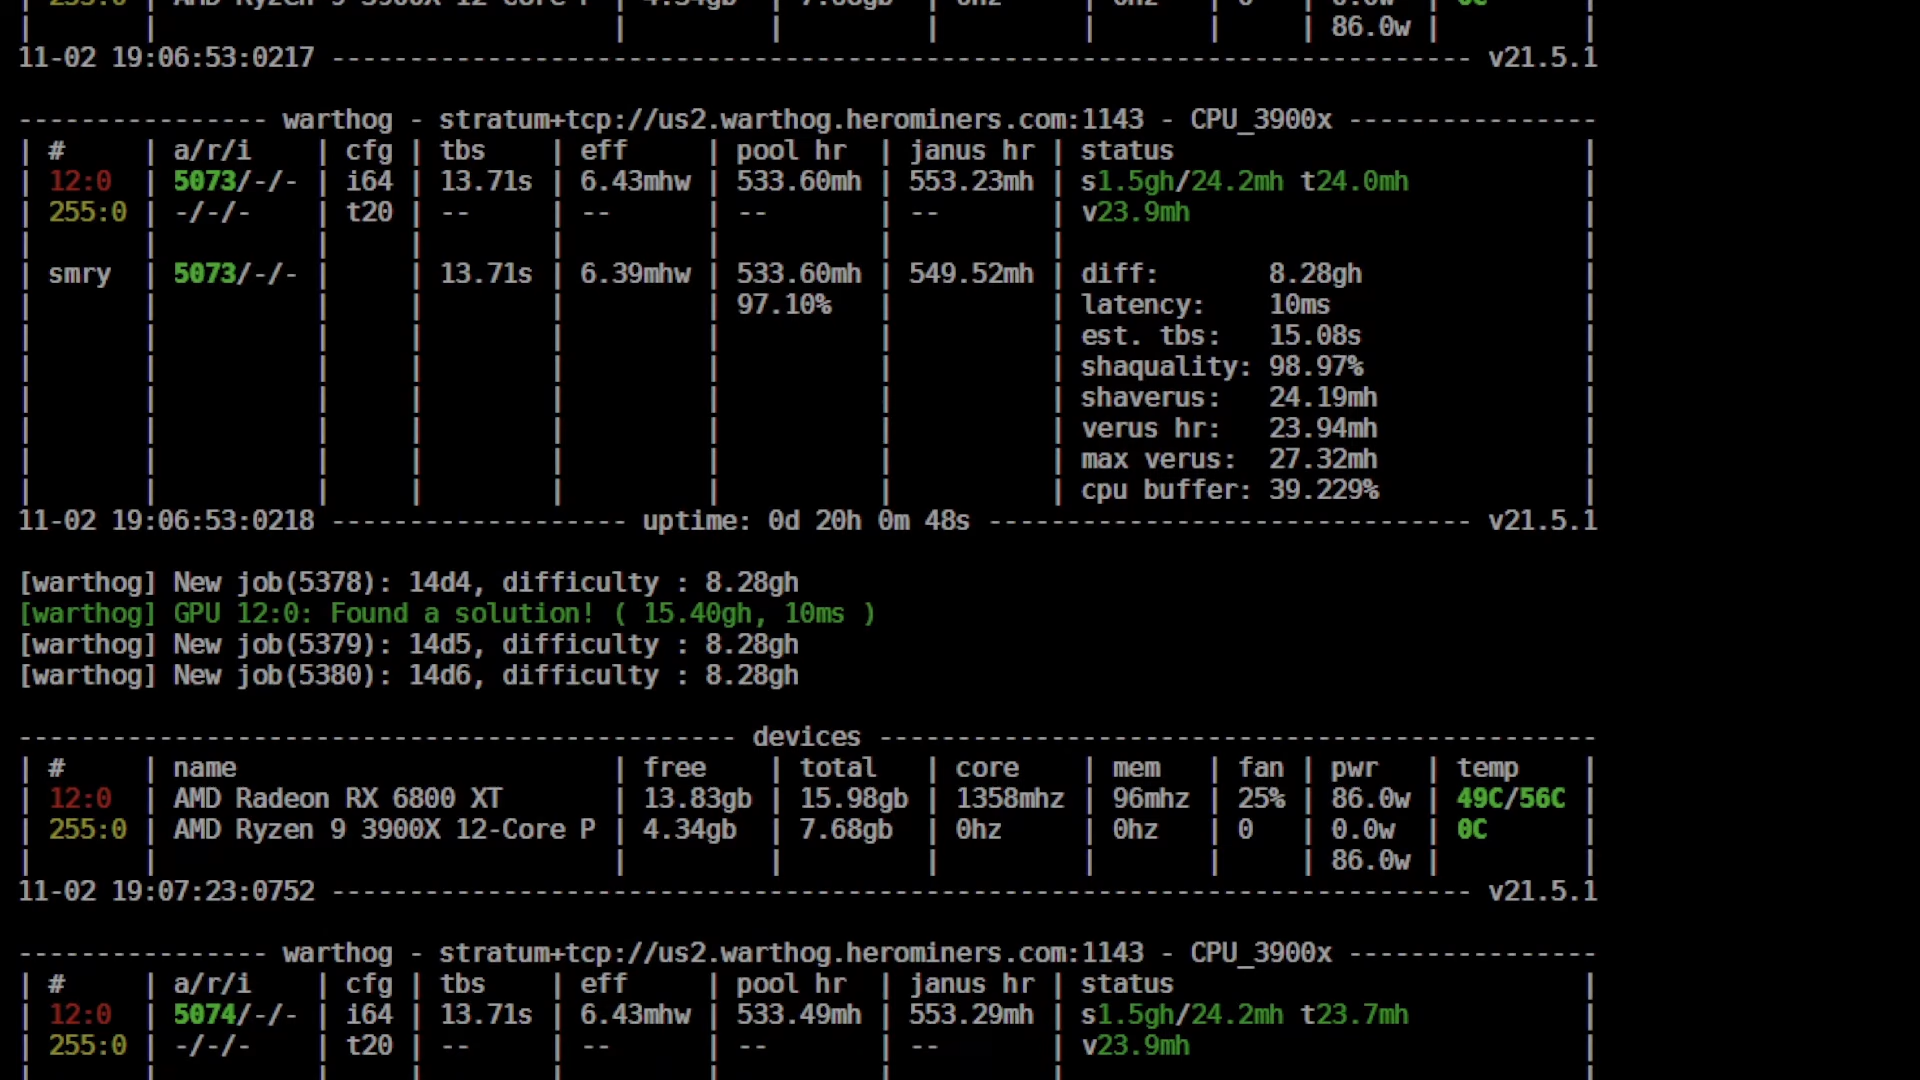 | 255:0 | AMD Ryzen 9 3900X 12-Core P | 4.34gb | 7.68gb | 0hz | 0hz | 0 | 0.0w | 0C |
| | | | | | | | 86.0w | |
11-02 19:06:53:0217 ------------------------------------------------------------------------- v21.5.1
---------------- warthog - stratum+tcp://us2.warthog.herominers.com:1143 - CPU_3900x ----------------
| # | a/r/i | cfg | tbs | eff | pool hr | janus hr | status |
| 12:0 | 5073/-/- | i64 | 13.71s | 6.43mhw | 533.60mh | 553.23mh | s1.5gh/24.2mh t24.0mh |
| 255:0 | -/-/- | t20 | -- | -- | -- | -- | v23.9mh |
| | | | | | | | |
| smry | 5073/-/- | | 13.71s | 6.39mhw | 533.60mh | 549.52mh | diff: 8.28gh |
| | | | | | 97.10% | | latency: 10ms |
| | | | | | | | est. tbs: 15.08s |
| | | | | | | | shaquality: 98.97% |
| | | | | | | | shaverus: 24.19mh |
| | | | | | | | verus hr: 23.94mh |
| | | | | | | | max verus: 27.32mh |
| | | | | | | | cpu buffer: 39.229% |
11-02 19:06:53:0218 ------------------- uptime: 0d 20h 0m 48s ------------------------------- v21.5.1
[warthog] New job(5378): 14d4, difficulty : 8.28gh
[warthog] GPU 12:0: Found a solution! ( 15.40gh, 10ms )
[warthog] New job(5379): 14d5, difficulty : 8.28gh
[warthog] New job(5380): 14d6, difficulty : 8.28gh
---------------------------------------------- devices ----------------------------------------------
| # | name | free | total | core | mem | fan | pwr | temp |
| 12:0 | AMD Radeon RX 6800 XT | 13.83gb | 15.98gb | 1358mhz | 96mhz | 25% | 86.0w | 49C/56C |
| 255:0 | AMD Ryzen 9 3900X 12-Core P | 4.34gb | 7.68gb | 0hz | 0hz | 0 | 0.0w | 0C |
| | | | | | | | 86.0w | |
11-02 19:07:23:0752 ------------------------------------------------------------------------- v21.5.1
---------------- warthog - stratum+tcp://us2.warthog.herominers.com:1143 - CPU_3900x ----------------
| # | a/r/i | cfg | tbs | eff | pool hr | janus hr | status |
| 12:0 | 5074/-/- | i64 | 13.71s | 6.43mhw | 533.49mh | 553.29mh | s1.5gh/24.2mh t23.7mh |
| 255:0 | -/-/- | t20 | -- | -- | -- | -- | v23.9mh |